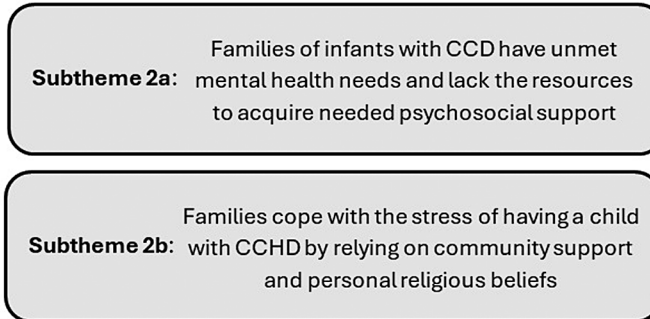 Families of infants with CCD have unmet
Subtheme 2a: mental health needs and lack the resources
to acquire needed psychosocial support
Families cope with the stress of having a child
Subtheme 2b: with CCHD by relying on community support
and personal religious beliefs